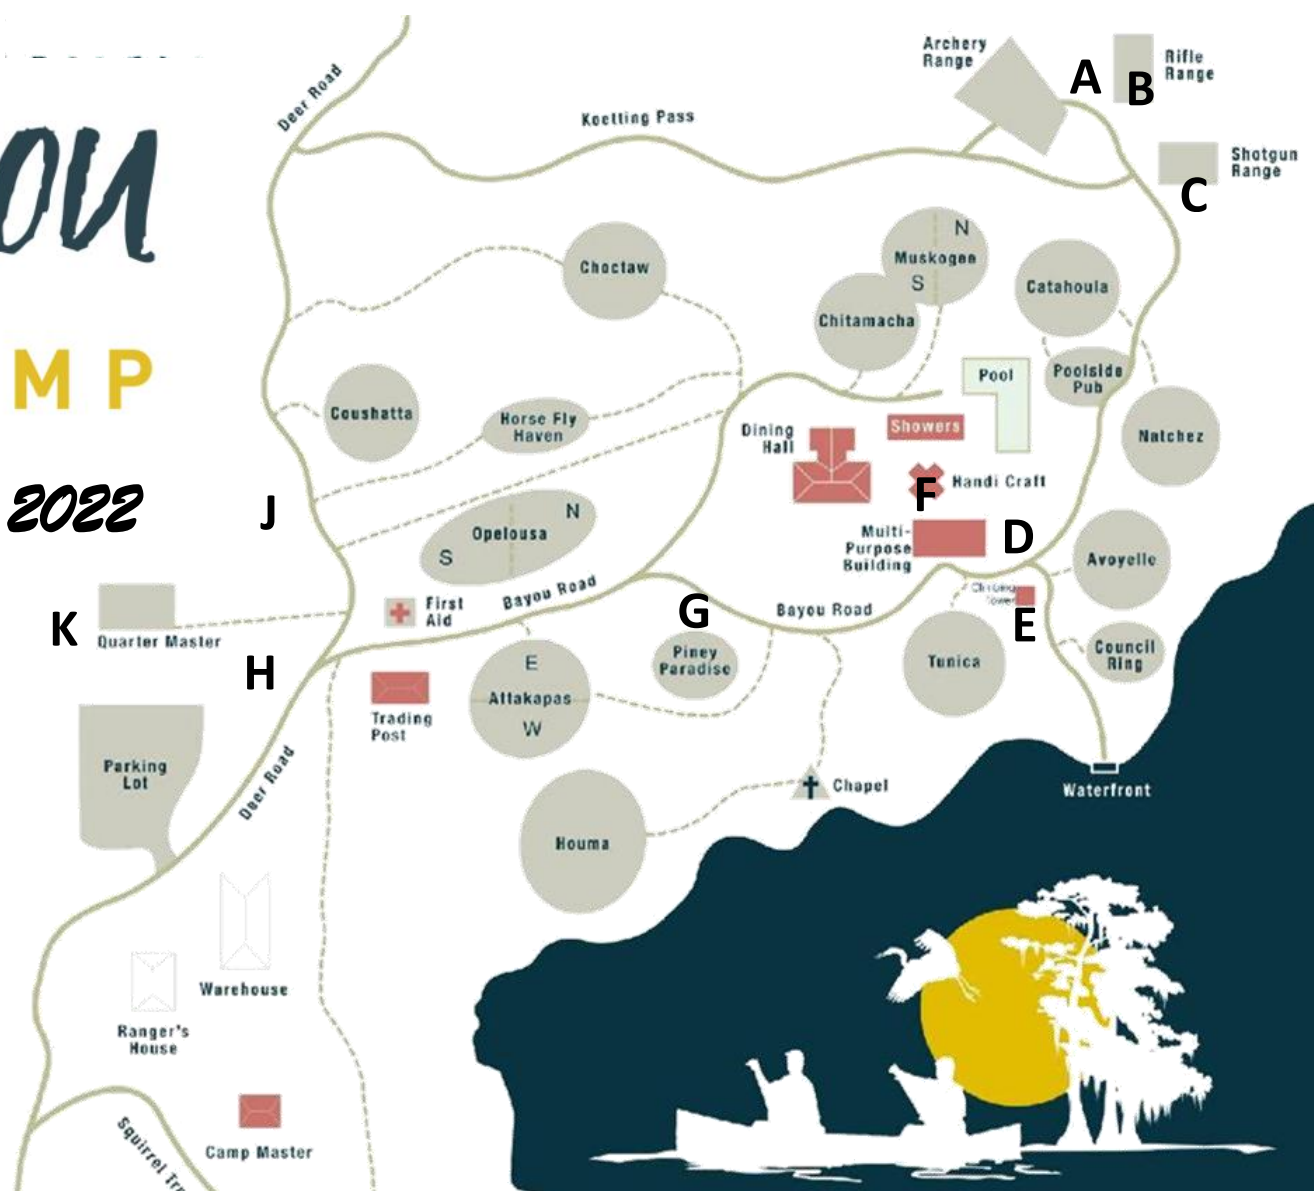 OU
M P
2022
Deer Road
Koetting Pass
Archery
Range
A
B
Rifle
Range
Shotgun
Range
C
Choctaw
N
Muskogee
S
Chitamacha
Catahoula
Poolside
Pub
Pool
Natchez
Coushatta
Horse Fly
Haven
Dining
Hall
Showers
F
Handi Craft
J
N
Opelousa
S
Multi-
Purpose
Building
D
Avoyelle
First
Aid
Bayou Road
G
Bayou Road
Climbing
Tower
E
K
Quarter Master
H
Piney
Paradise
Tunica
Council
Ring
E
Attakapas
W
Trading
Post
Parking
Lot
Deer Road
Chapel
Waterfront
Houma
Warehouse
Ranger's
House
Camp Master
Squirrel